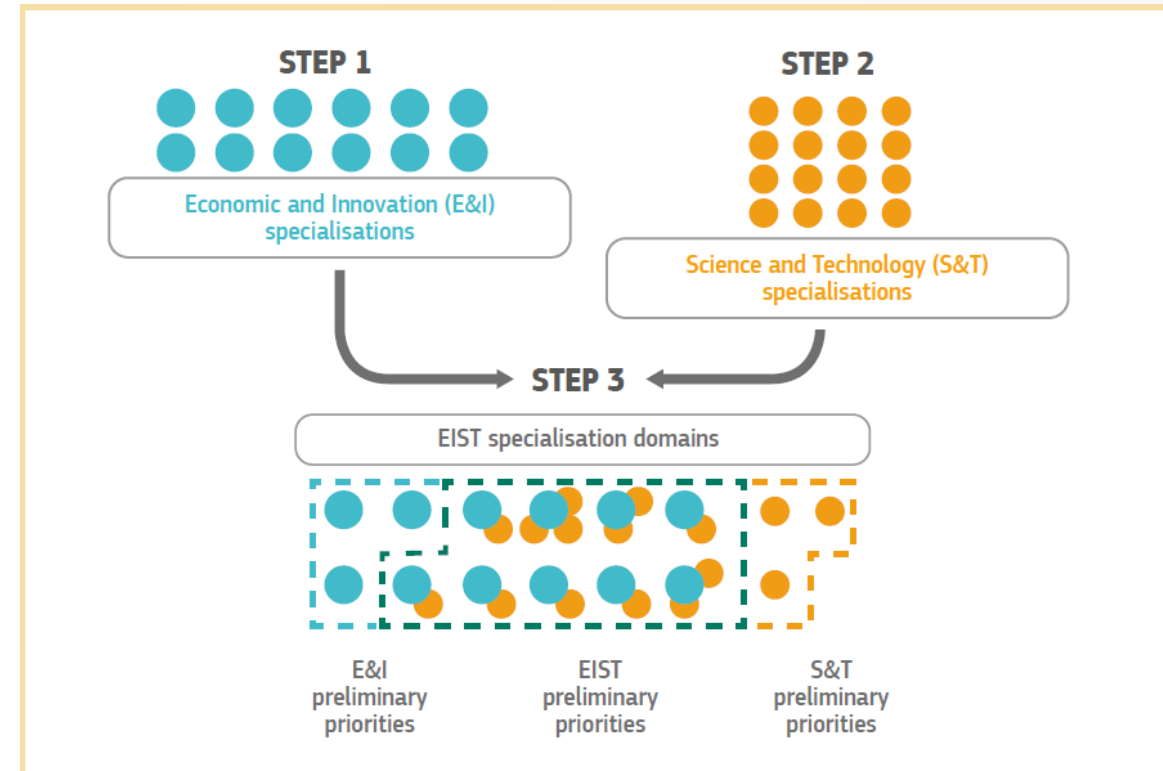 STEP 1
STEP 2
Economic and Innovation (E&I)
specialisations
Science and Technology (S&T)
specialisations
STEP 3
EIST specialisation domains
E&I
preliminary
priorities
EIST
preliminary
priorities
S&T
preliminary
priorities